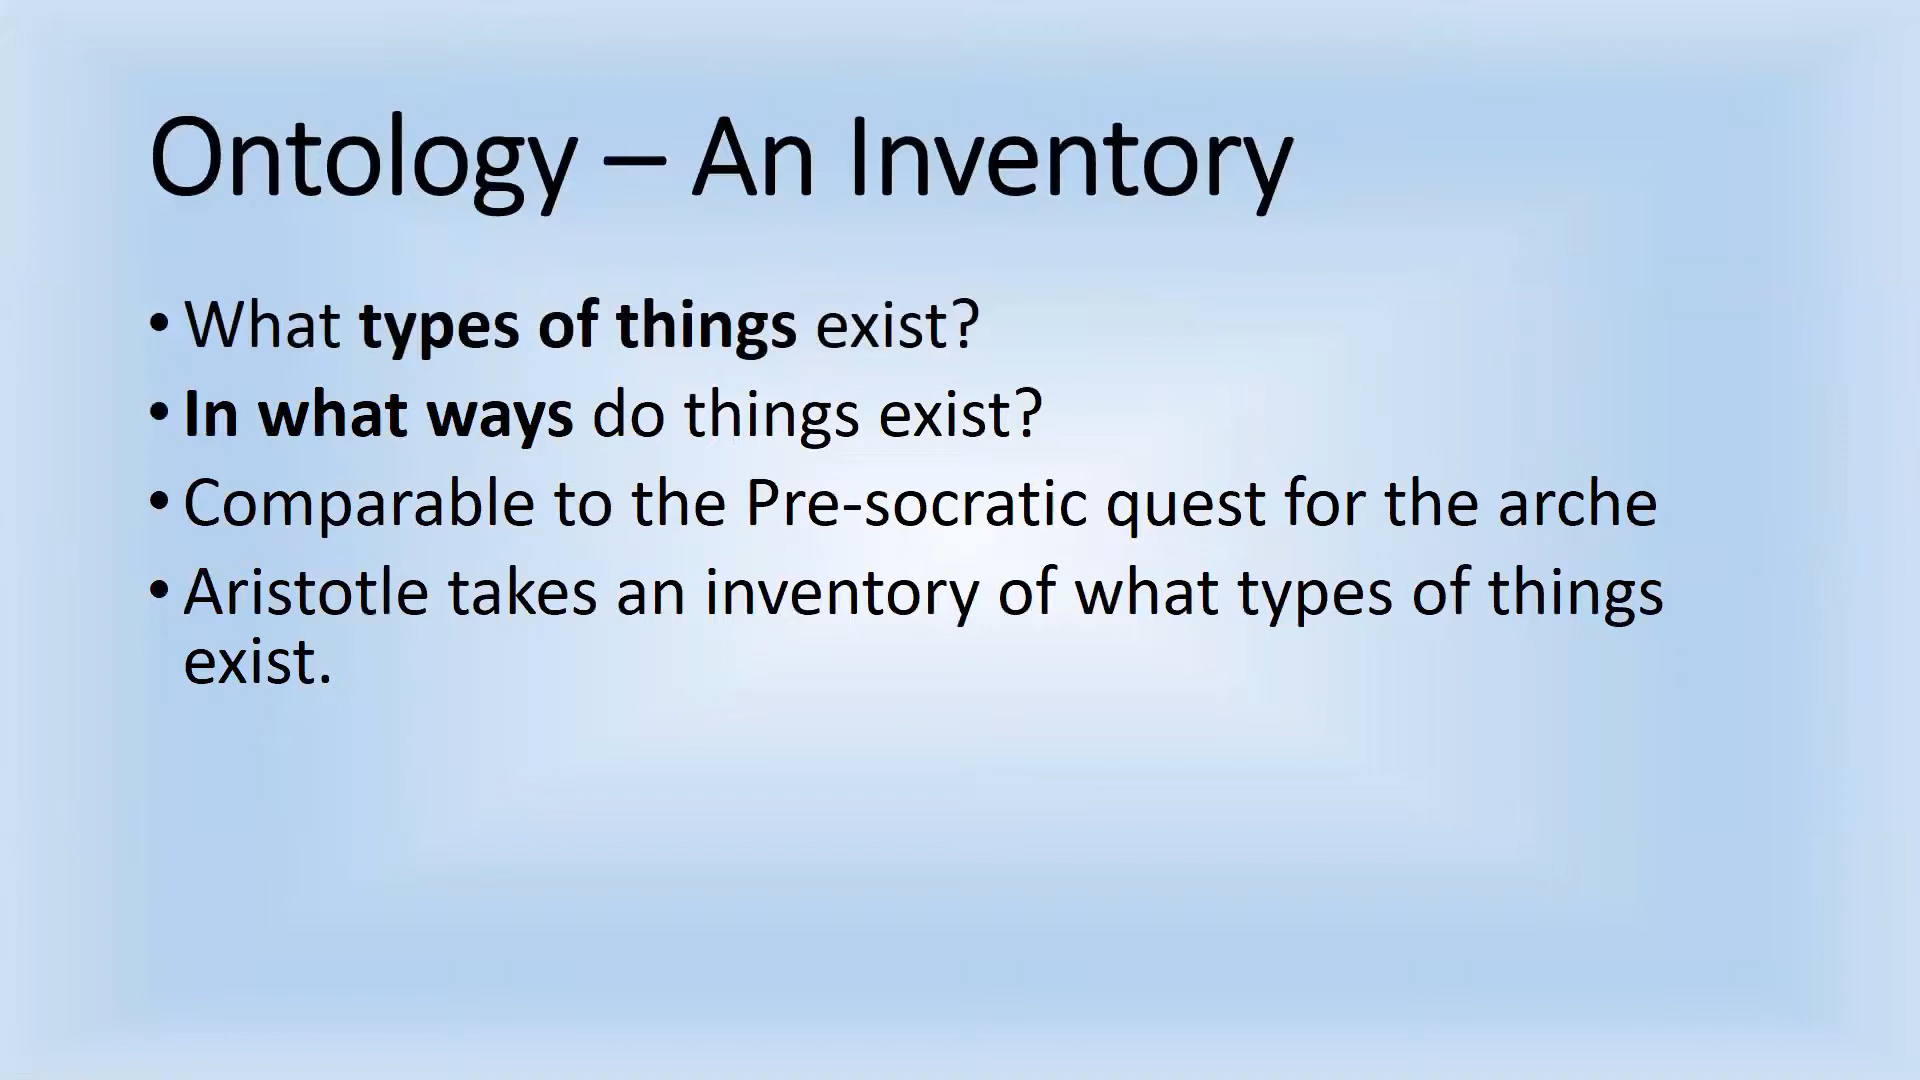 Ontology – An Inventory
• What types of things exist?
• In what ways do things exist?
• Comparable to the Pre-socratic quest for the arche
• Aristotle takes an inventory of what types of things
exist.